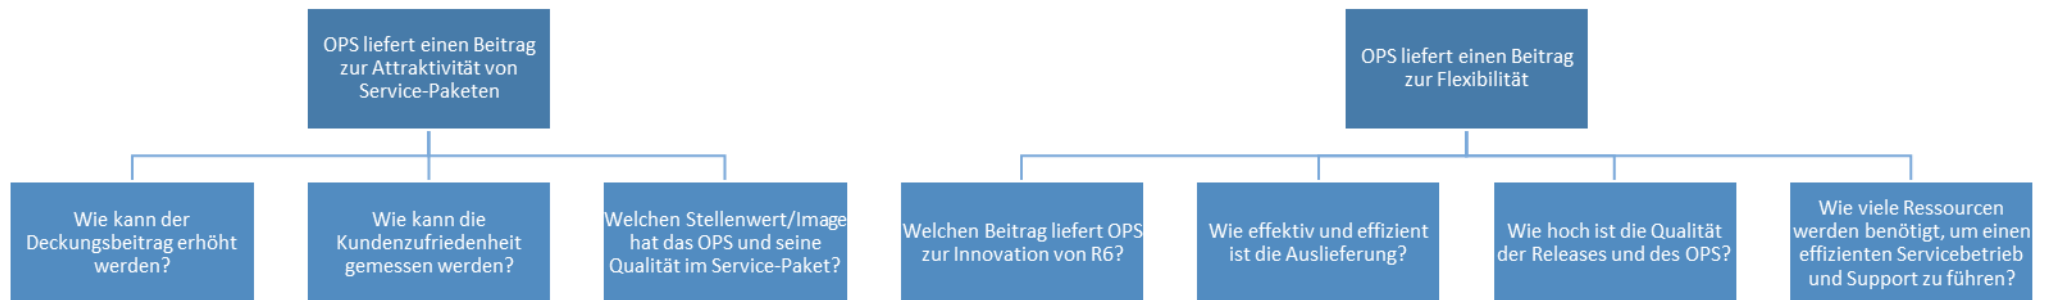 OPS liefert einen Beitrag
zur Attraktivität von
Service-Paketen
OPS liefert einen Beitrag
zur Flexibilität
Wie kann der
Deckungsbeitrag erhöht
werden?
Wie kann die
Kundenzufriedenheit
gemessen werden?
Welchen Stellenwert/Image
hat das OPS und seine
Qualität im Service-Paket?
Welchen Beitrag liefert OPS
zur Innovation von R6?
Wie effektiv und effizient
ist die Auslieferung?
Wie hoch ist die Qualität
der Releases und des OPS?
Wie viele Ressourcen
werden benötigt, um einen
effizienten Servicebetrieb
und Support zu führen?